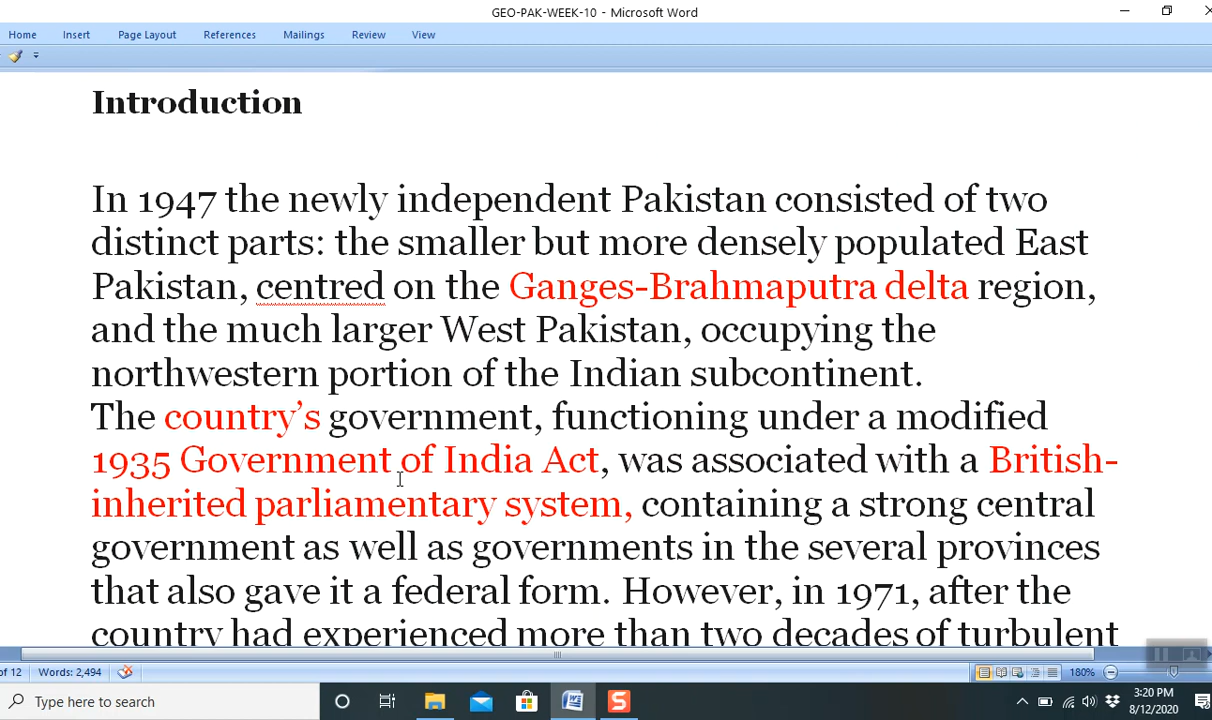 GEO-PAK-WEEK-10 - Microsoft Word
Home Insert Page Layout References Mailings Review View
Introduction
In 1947 the newly independent Pakistan consisted of two
distinct parts: the smaller but more densely populated East
Pakistan, centred on the Ganges-Brahmaputra delta region,
and the much larger West Pakistan, occupying the
northwestern portion of the Indian subcontinent.
The country’s government, functioning under a modified
1935 Government of India Act, was associated with a British-
inherited parliamentary system, containing a strong central
government as well as governments in the several provinces
that also gave it a federal form. However, in 1971, after the
country had experienced more than two decades of turbulent
of 12 Words: 2,494 180%
Type here to search
3:20 PM
8/12/2020